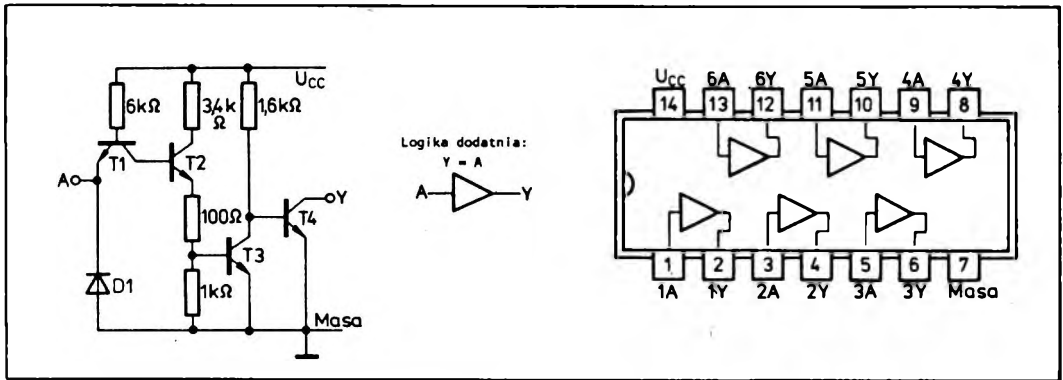 UCC
6kΩ
3,4k
Ω
1,6kΩ
A
T1
T2
Y
T4
100Ω
T3
D1
1kΩ
Masa
Logika dodatnia:
Y = A
A
Y
UCC 6A 6Y 5A 5Y 4A 4Y
14 13 12 11 10 9 8
1 2 3 4 5 6 7
1A 1Y 2A 2Y 3A 3Y Masa